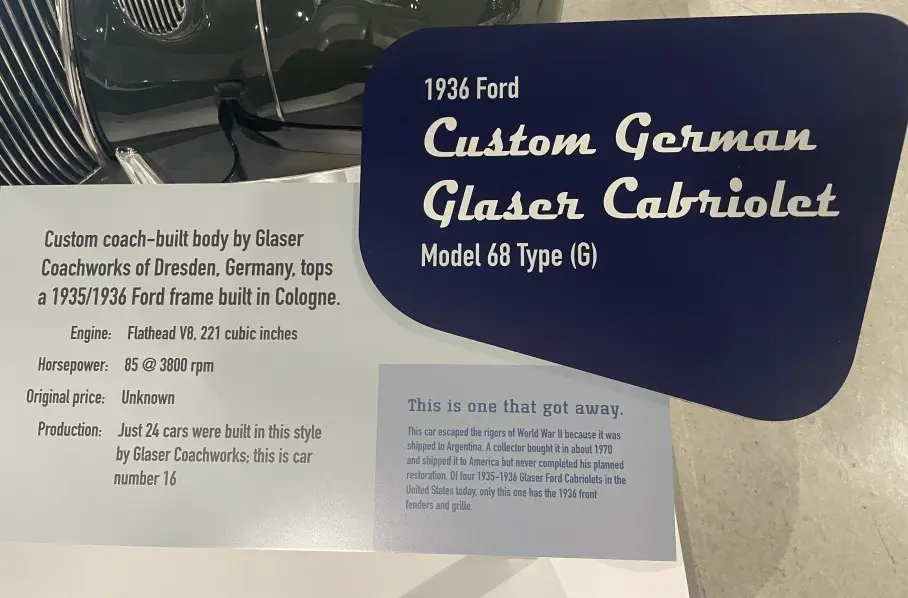 1936 Ford
Custom German
Glaser Cabriolet
Model 68 Type (G)
Custom coach-built body by Glaser
Coachworks of Dresden, Germany, tops
a 1935/1936 Ford frame built in Cologne.
Engine: Flathead V8, 221 cubic inches
Horsepower: 85 @ 3800 rpm
Original price: Unknown
Production: Just 24 cars were built in this style
by Glaser Coachworks; this is car
number 16
This is one that got away.
This car escaped the rigors of World War II because it was
shipped to Argentina. A collector bought it in about 1970
and shipped it to America but never completed his planned
restoration. Of four 1935-1936 Glaser Ford Cabriolets in the
United States today, only this one has the 1936 front
fenders and grille.